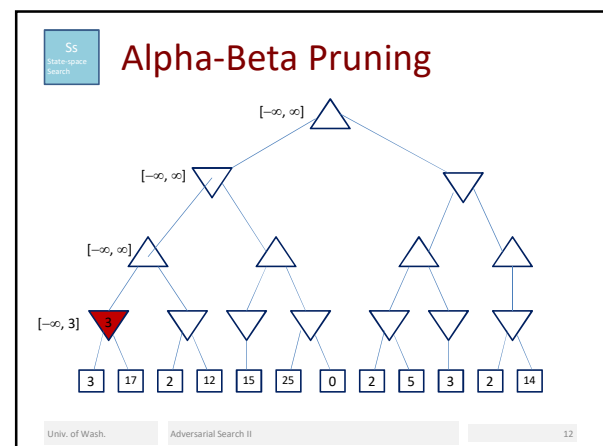 Ss
State-space
Search
Alpha-Beta Pruning
[−∞, ∞]
[−∞, ∞]
[−∞, ∞]
[−∞, 3]
3
3 17 2 12 15 25 0 2 5 3 2 14
Univ. of Wash. Adversarial Search II 12